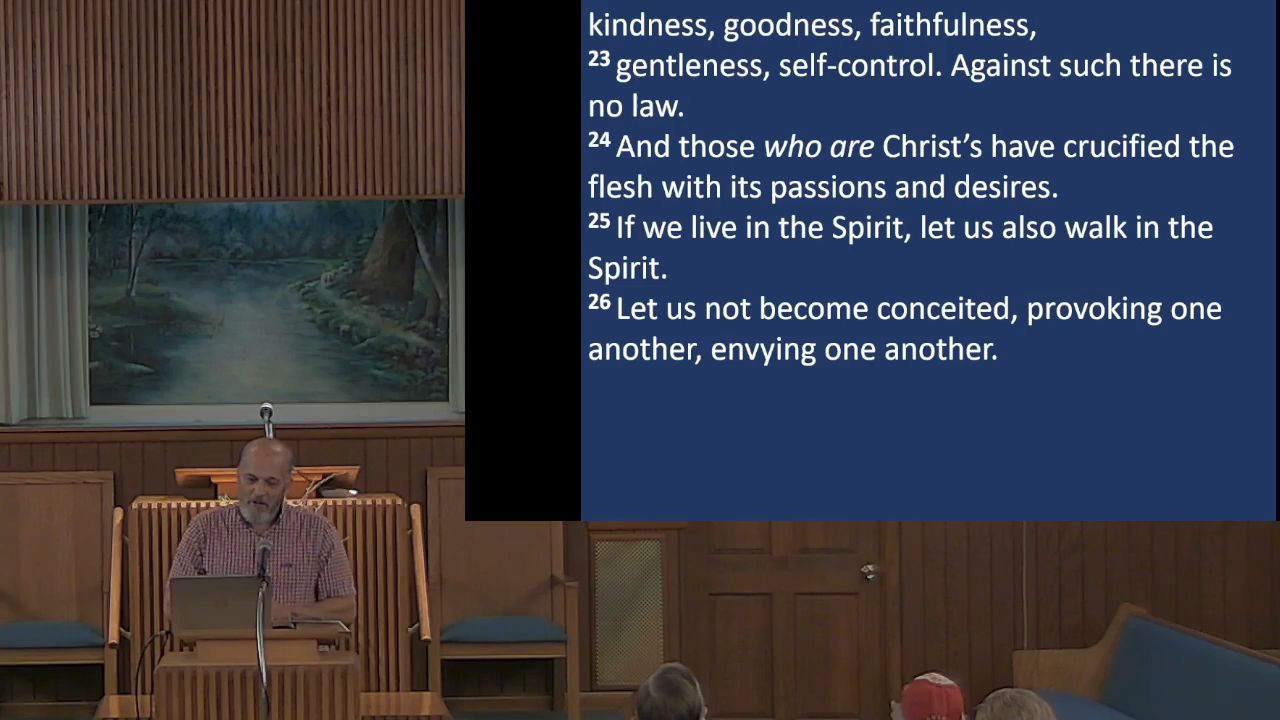 kindness, goodness, faithfulness,
23 gentleness, self-control. Against such there is
no law.
24 And those who are Christ’s have crucified the
flesh with its passions and desires.
25 If we live in the Spirit, let us also walk in the
Spirit.
26 Let us not become conceited, provoking one
another, envying one another.